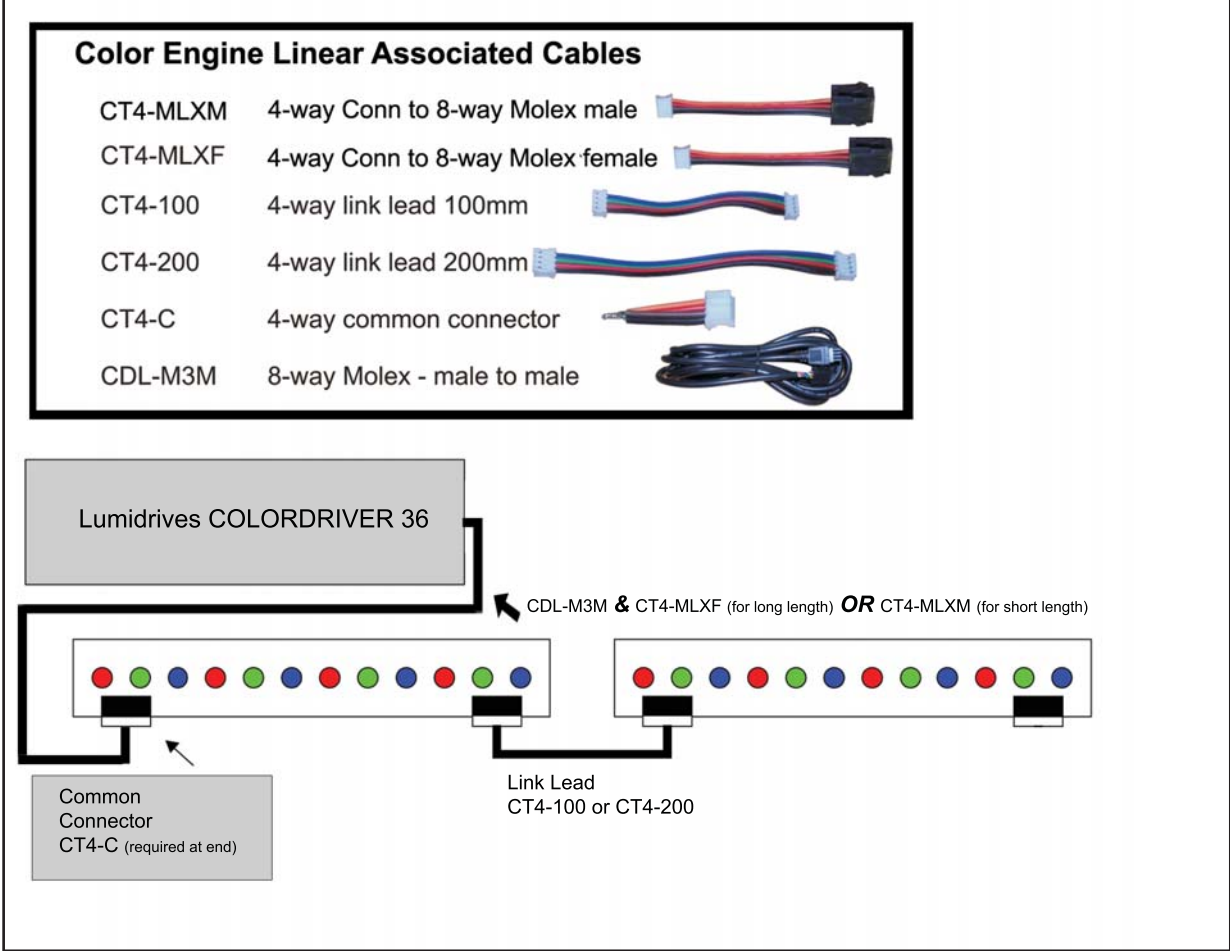 Color Engine Linear Associated Cables
CT4-MLXM 4-way Conn to 8-way Molex male
CT4-MLXF 4-way Conn to 8-way Molex female
CT4-100 4-way link lead 100mm
CT4-200 4-way link lead 200mm
CT4-C 4-way common connector
CDL-M3M 8-way Molex - male to male
Lumidrives COLORDRIVER 36
CDL-M3M & CT4-MLXF (for long length) OR CT4-MLXM (for short length)
Link Lead
CT4-100 or CT4-200
Common
Connector
CT4-C (required at end)